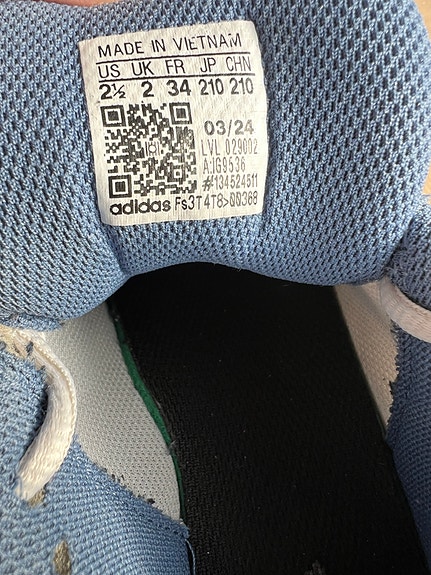 MADE IN VIETNAM
US UK FR JP CHN
2½ 2 34 210 210
03/24
LVL 029002
A:IG9536
#134524511
adidas Fs3T4T8>00368